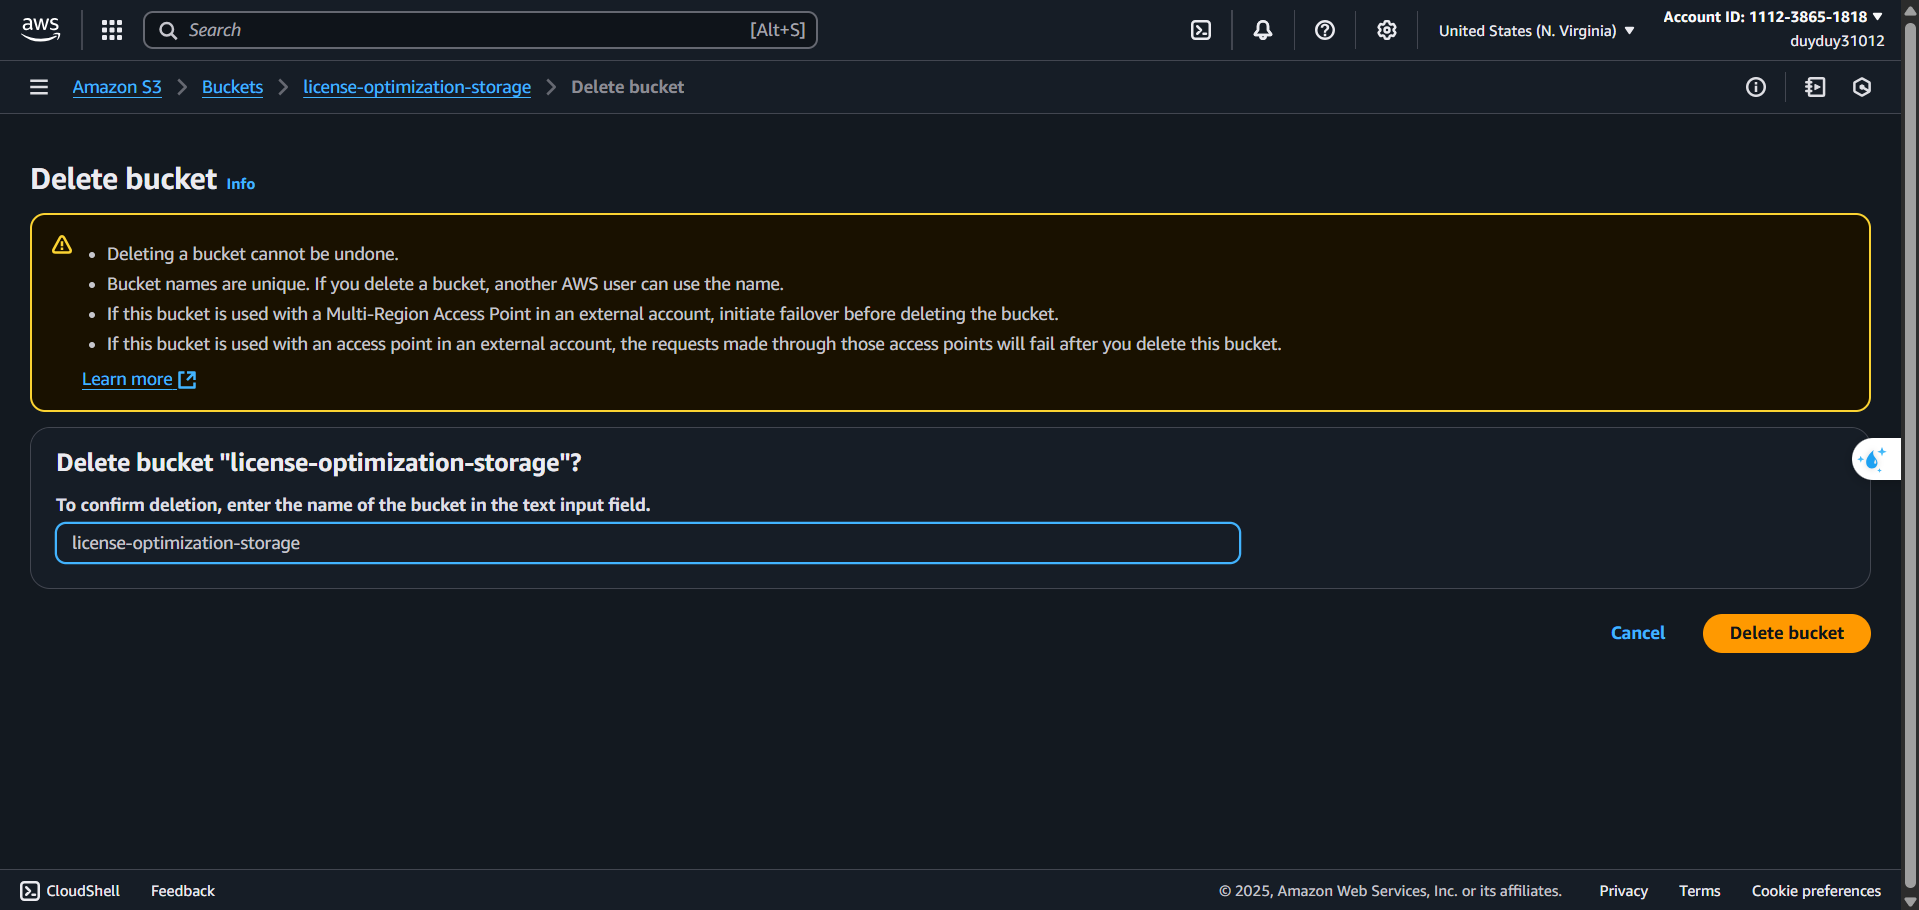 aws
Search [Alt+S]
United States (N. Virginia)
Account ID: 1112-3865-1818
duyduy31012
Amazon S3 Buckets license-optimization-storage Delete bucket
Delete bucket Info
Deleting a bucket cannot be undone.
Bucket names are unique. If you delete a bucket, another AWS user can use the name.
If this bucket is used with a Multi-Region Access Point in an external account, initiate failover before deleting the bucket.
If this bucket is used with an access point in an external account, the requests made through those access points will fail after you delete this bucket.
Learn more
Delete bucket "license-optimization-storage"?
To confirm deletion, enter the name of the bucket in the text input field.
license-optimization-storage
Cancel Delete bucket
CloudShell Feedback © 2025, Amazon Web Services, Inc. or its affiliates. Privacy Terms Cookie preferences